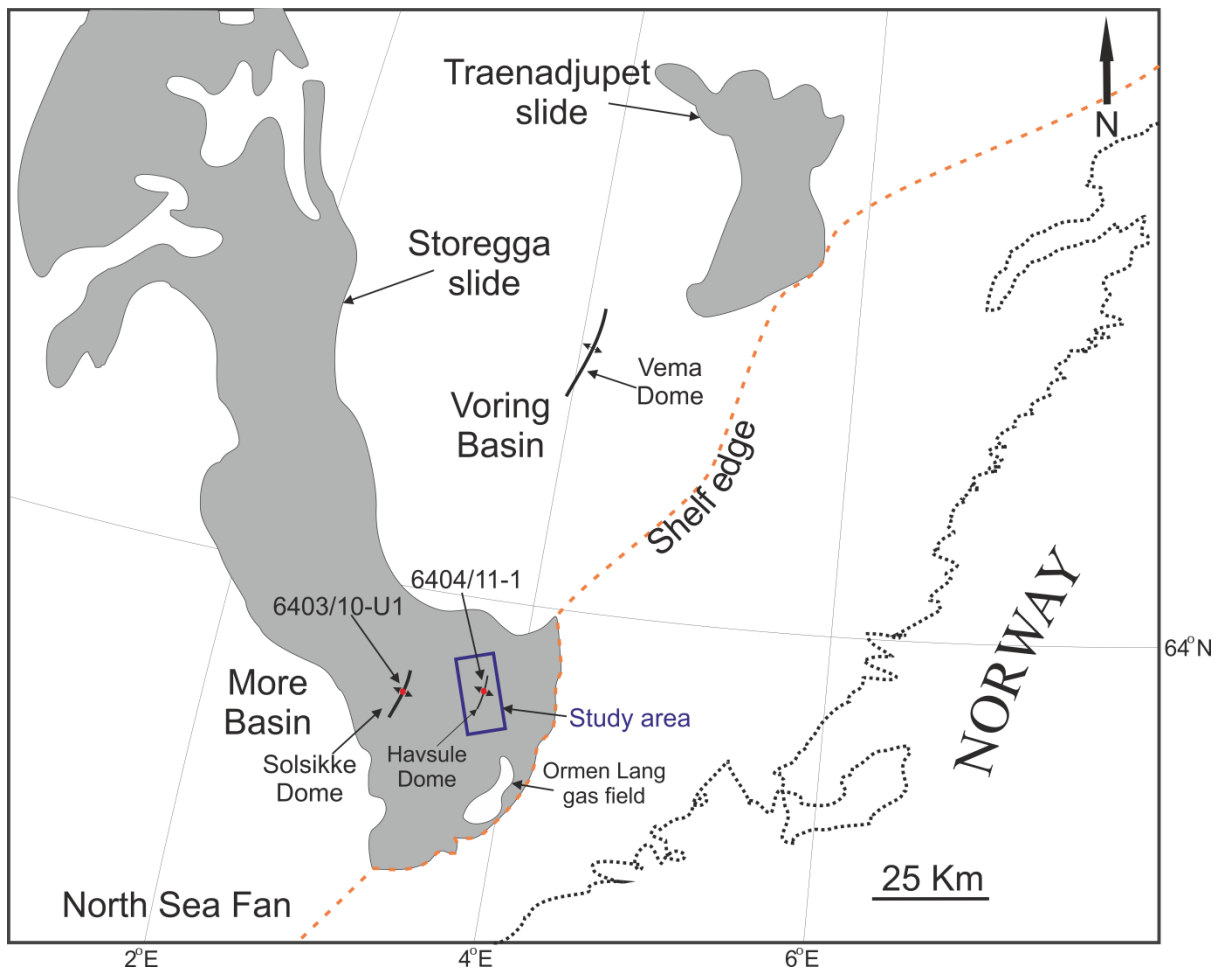 Traenadjupet
slide
N
Storegga
slide
Vema
Dome
Voring
Basin
Shelf edge
6404/11-1
6403/10-U1
NORWAY
64°N
More
Basin
Study area
Solsikke
Dome
Havsule
Dome
Ormen Lang
gas field
25 Km
North Sea Fan
2°E
4°E
6°E